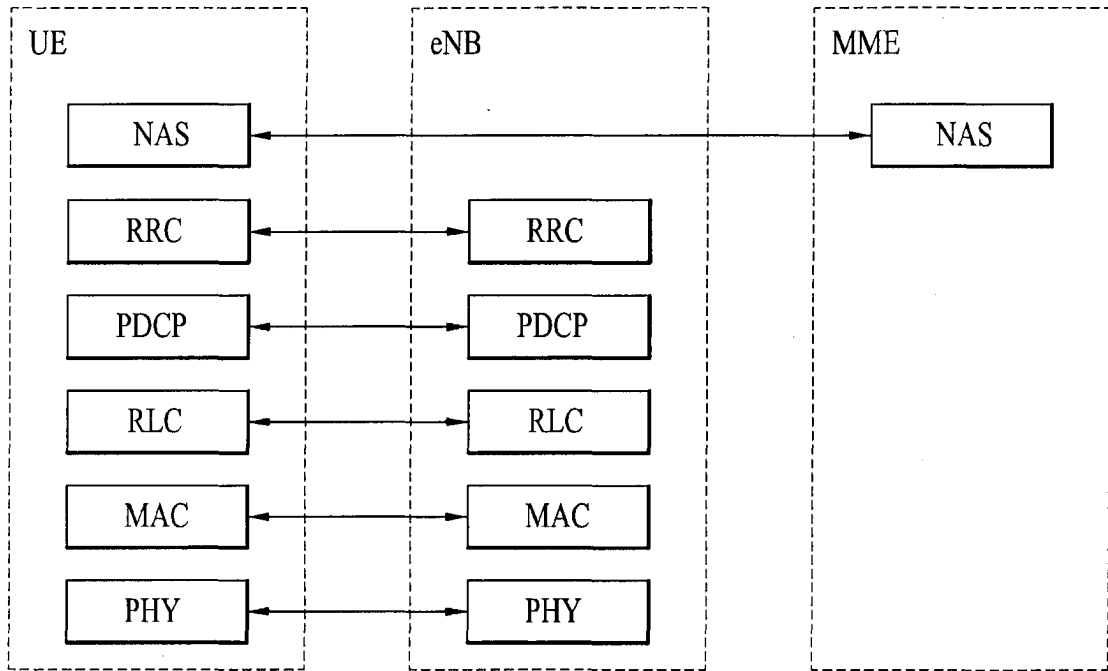 UE eNB MME
NAS NAS
RRC RRC
PDCP PDCP
RLC RLC
MAC MAC
PHY PHY